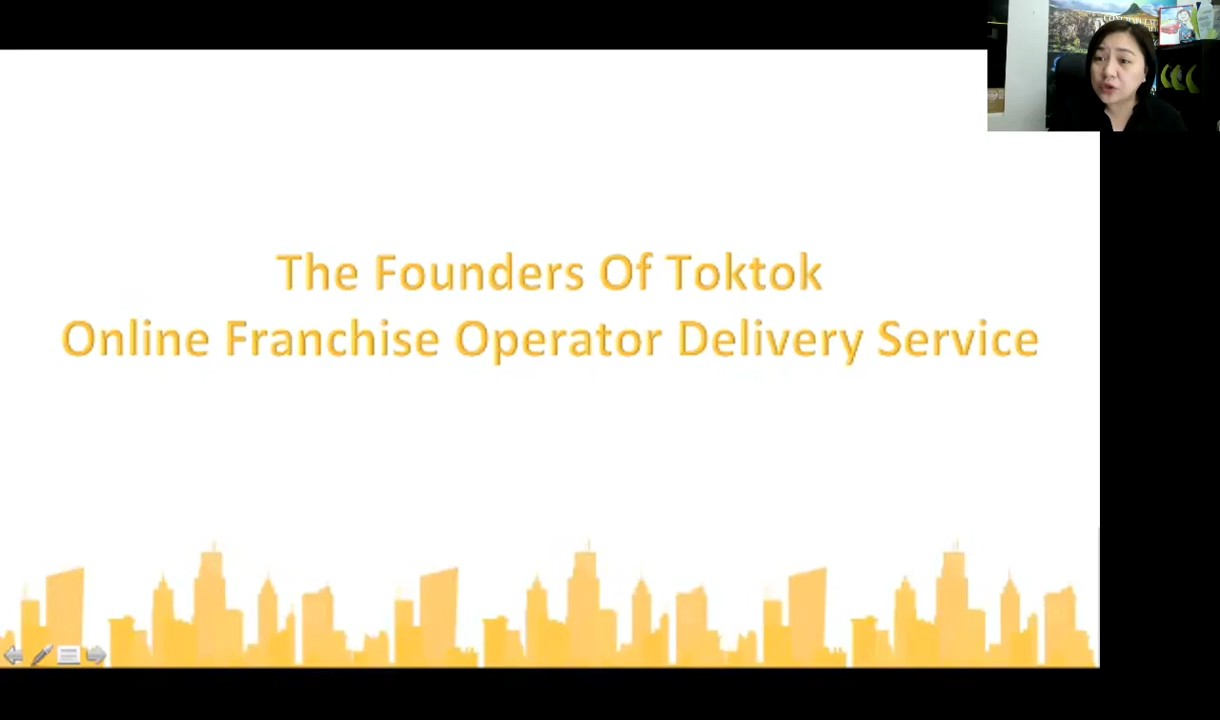 The Founders Of Toktok
Online Franchise Operator Delivery Service